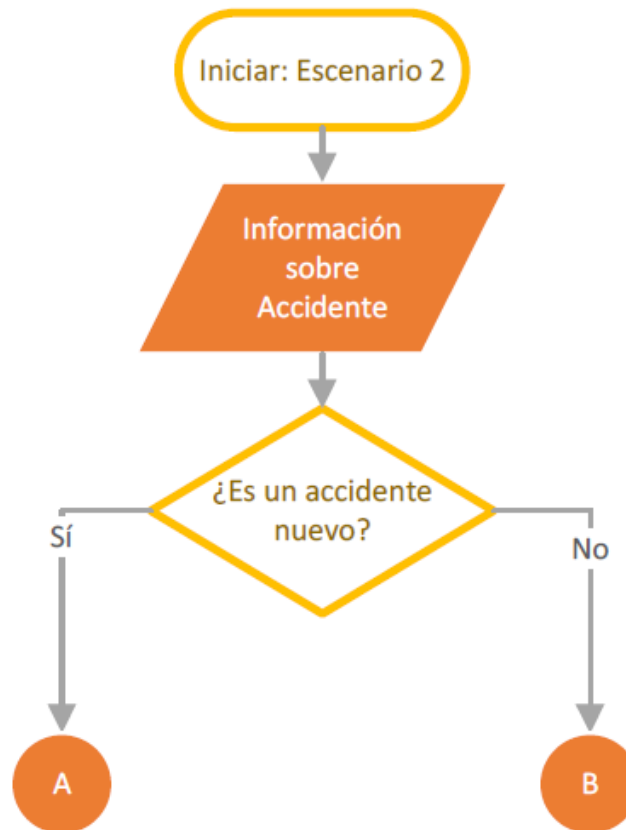 Iniciar: Escenario 2
Información
sobre
Accidente
¿Es un accidente
nuevo?
Sí
No
A
B